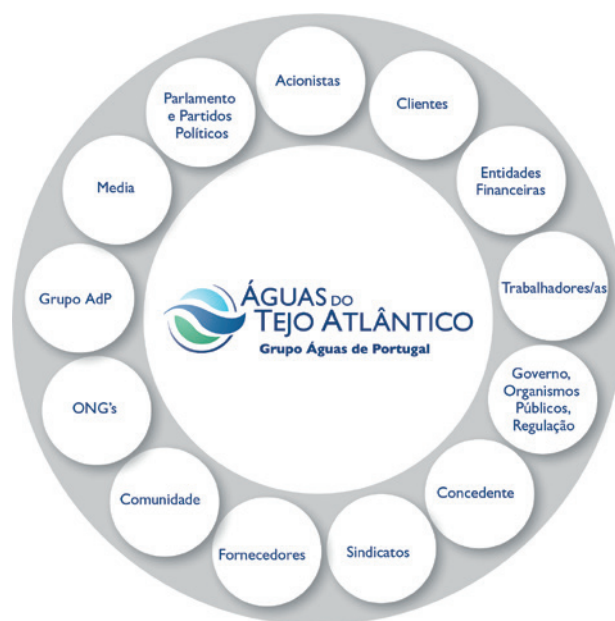 Acionistas
Clientes
Entidades
Financeiras
Trabalhadores/as
Governo,
Organismos
Públicos,
Regulação
Concedente
Sindicatos
Fornecedores
Comunidade
ONG's
Grupo AdP
Media
Parlamento
e Partidos
Políticos
ÁGUAS DO
TEJO ATLÂNTICO
Grupo Águas de Portugal